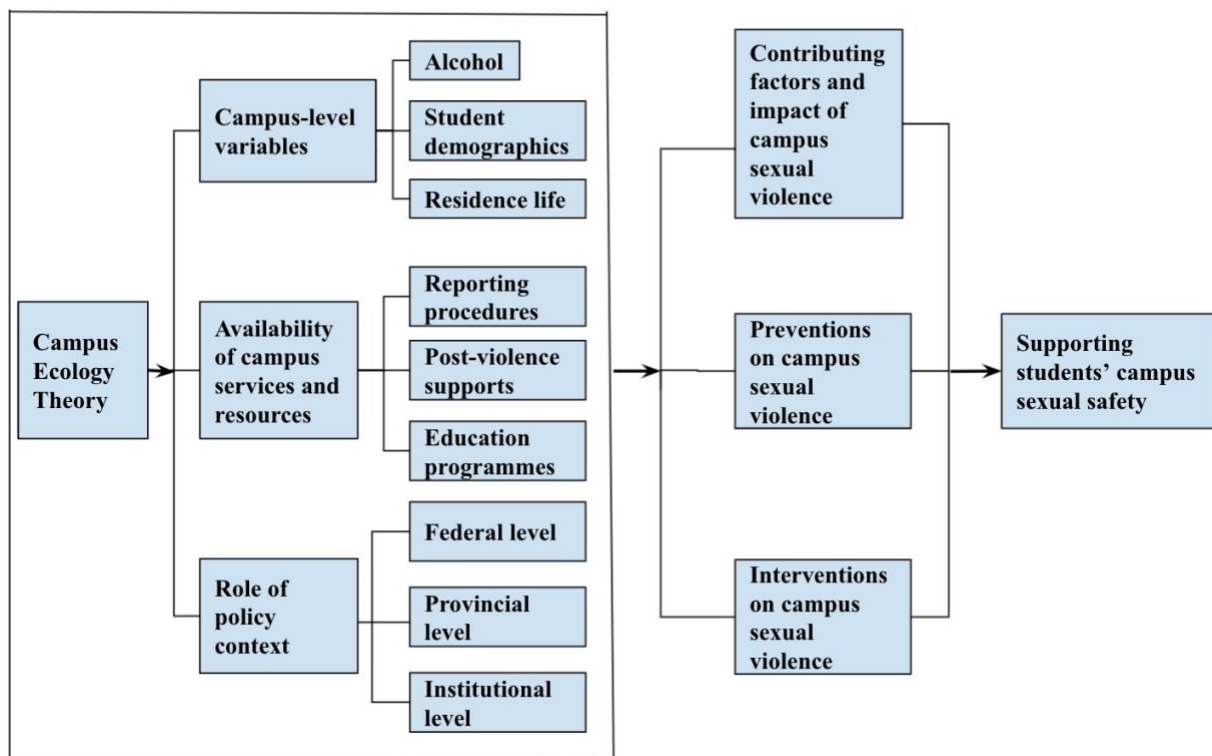 Campus
Ecology
Theory
Campus-level
variables
Alcohol
Student
demographics
Residence life
Availability
of campus
services and
resources
Reporting
procedures
Post-violence
supports
Education
programmes
Role of
policy
context
Federal level
Provincial
level
Institutional
level
Contributing
factors and
impact of
campus
sexual
violence
Preventions on
campus
sexual
violence
Interventions
on campus
sexual
violence
Supporting
students’ campus
sexual safety